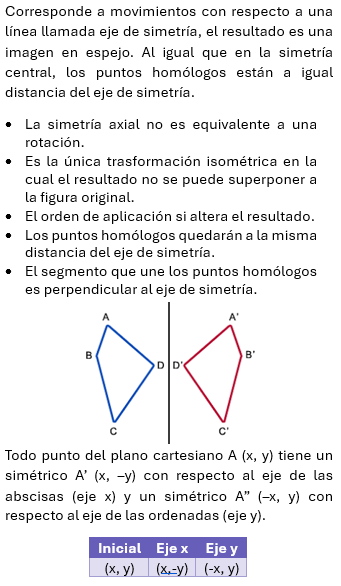 Corresponde a movimientos con respecto a una
línea llamada eje de simetría, el resultado es una
imagen en espejo. Al igual que en la simetría
central, los puntos homólogos están a igual
distancia del eje de simetría.
• La simetría axial no es equivalente a una
rotación.
• Es la única trasformación isométrica en la
cual el resultado no se puede superponer a
la figura original.
• El orden de aplicación si altera el resultado.
• Los puntos homólogos quedarán a la misma
distancia del eje de simetría.
• El segmento que une los puntos homólogos
es perpendicular al eje de simetría.
A A'
B B'
D D'
C C'
Todo punto del plano cartesiano A (x, y) tiene un
simétrico A’ (x, –y) con respecto al eje de las
abscisas (eje x) y un simétrico A” (–x, y) con
respecto al eje de las ordenadas (eje y).
Inicial Eje x Eje y
(x, y) (x,-y) (-x, y)